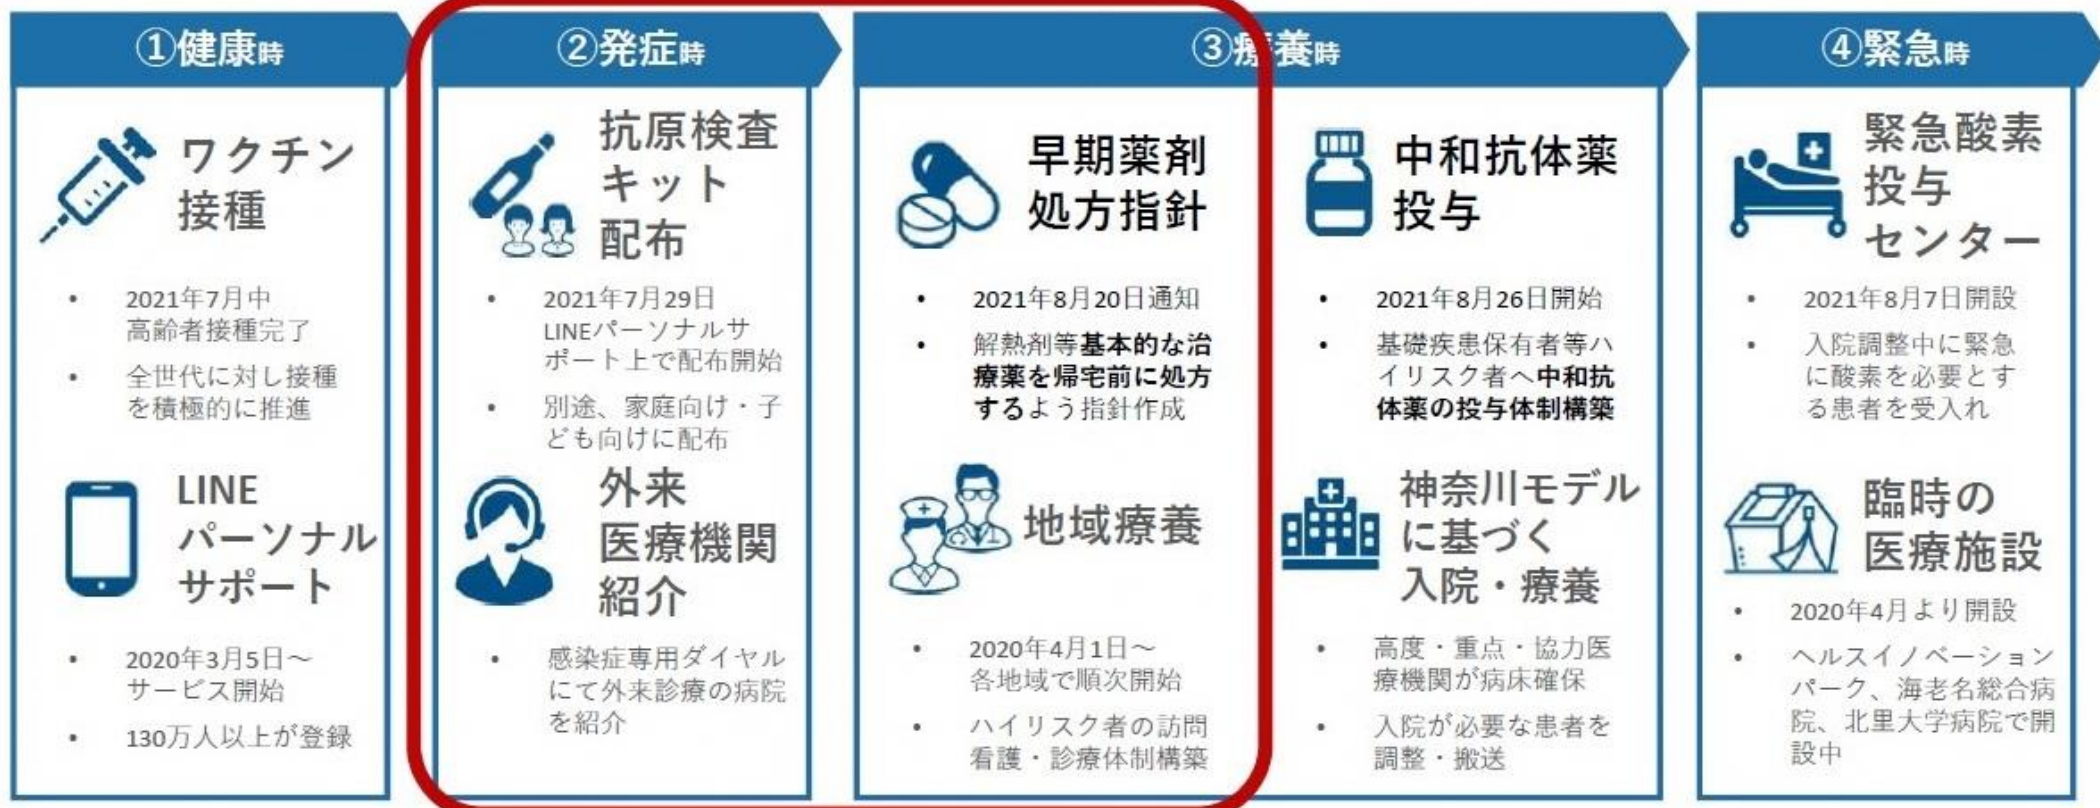 ①健康時
ワクチン
接種
• 2021年7月中
高齢者接種完了
• 全世代に対し接種
を積極的に推進
LINE
パーソナル
サポート
• 2020年3月5日～
サービス開始
• 130万人以上が登録
②発症時
抗原検査
キット
配布
• 2021年7月29日
LINEパーソナルサ
ポート上で配布開始
• 別途、家庭向け・子
ども向けに配布
外来
医療機関
紹介
• 感染症専用ダイヤル
にて外来診療の病院
を紹介
③療養時
早期薬剤
処方指針
• 2021年8月20日通知
• 解熱剤等基本的な治
療薬を帰宅前に処方
するよう指針作成
地域療養
• 2020年4月1日～
各地域で順次開始
• ハイリスク者の訪問
看護・診療体制構築
中和抗体薬
投与
• 2021年8月26日開始
• 基礎疾患保有者等ハ
イリスク者へ中和抗
体薬の投与体制構築
神奈川モデル
に基づく
入院・療養
• 高度・重点・協力医
療機関が病床確保
• 入院が必要な患者を
調整・搬送
④緊急時
緊急酸素
投与
センター
• 2021年8月7日開設
• 入院調整中に緊急
に酸素を必要とす
る患者を受入れ
臨時の
医療施設
• 2020年4月より開設
• ヘルスイノベーション
パーク、海老名総合病
院、北里大学病院で開
設中